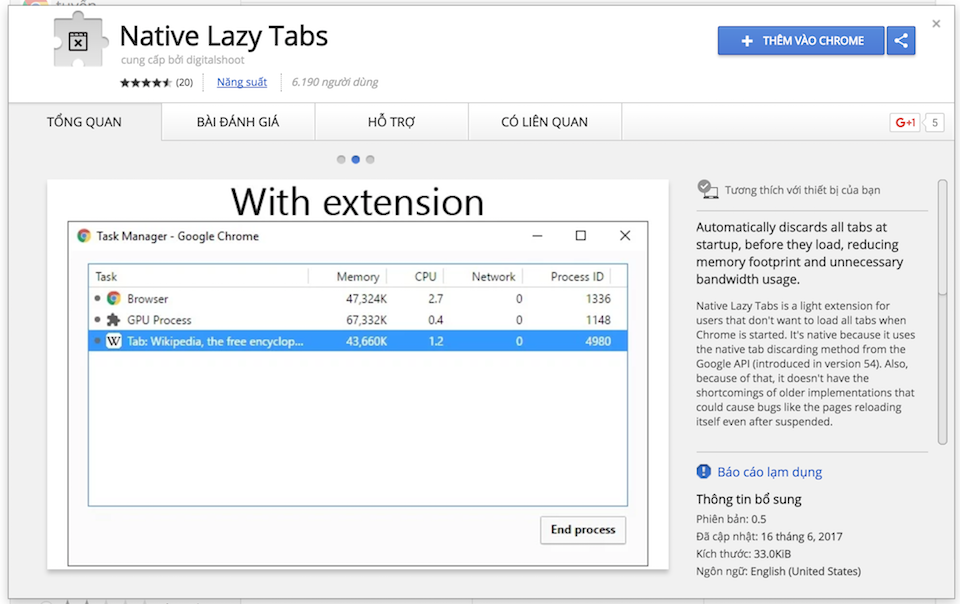 Native Lazy Tabs
cung cấp bởi digitalshoot
(20)
Năng suất
6.190 người dùng
THÊM VÀO CHROME
TỔNG QUAN
BÀI ĐÁNH GIÁ
HỖ TRỢ
CÓ LIÊN QUAN
G+1
5
With extension
Task Manager - Google Chrome
Task Memory CPU Network Process ID
Browser 47,324K 2.7 0 1336
GPU Process 67,332K 0.4 0 1148
W Tab: Wikipedia, the free encyclop... 43,660K 1.2 0 4980
End process
Tương thích với thiết bị của bạn
Automatically discards all tabs at
startup, before they load, reducing
memory footprint and unnecessary
bandwidth usage.
Native Lazy Tabs is a light extension for
users that don't want to load all tabs when
Chrome is started. It's native because it uses
the native tab discarding method from the
Google API (introduced in version 54). Also,
because of that, it doesn't have the
shortcomings of older implementations that
could cause bugs like the pages reloading
itself even after suspended.
Báo cáo lạm dụng
Thông tin bổ sung
Phiên bản: 0.5
Đã cập nhật: 16 tháng 6, 2017
Kích thước: 33.0KiB
Ngôn ngữ: English (United States)